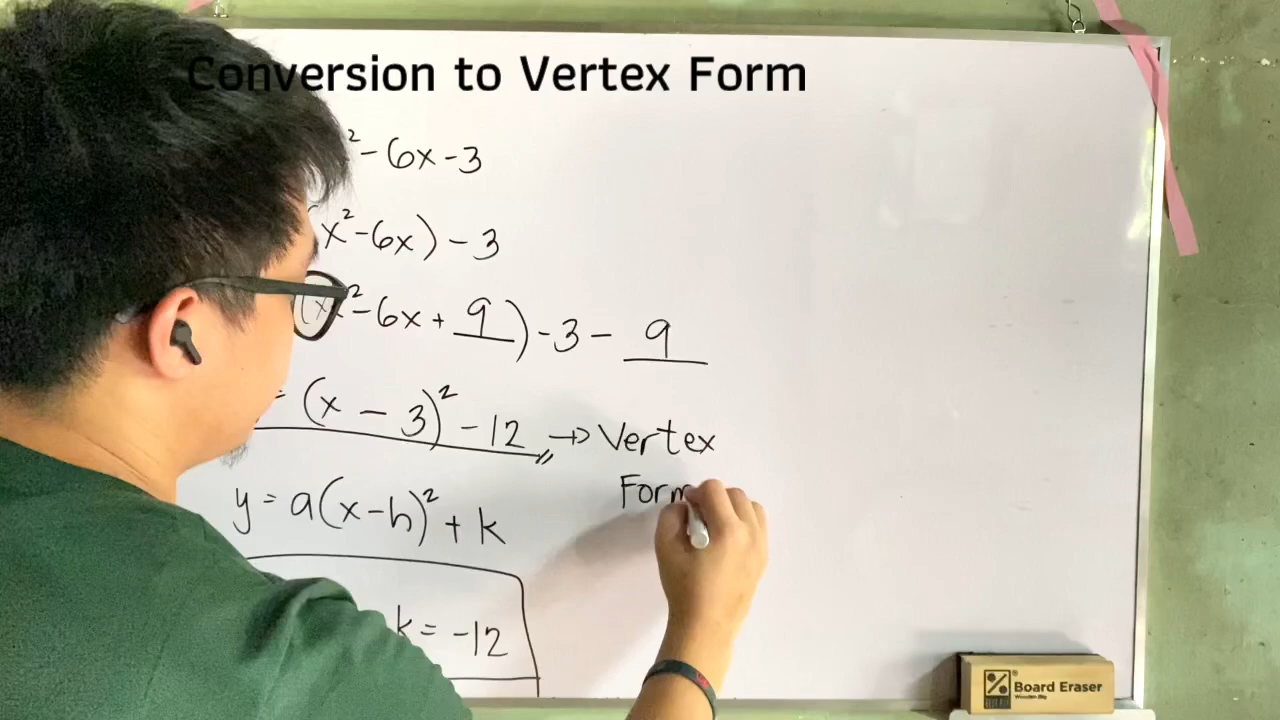 Conversion to Vertex Form
² - 6x - 3
(x² - 6x) - 3
(x² - 6x + 9) - 3 - 9
= (x - 3)² - 12 → Vertex
Form
y = a(x - h)² + k
k = -12
Board Eraser